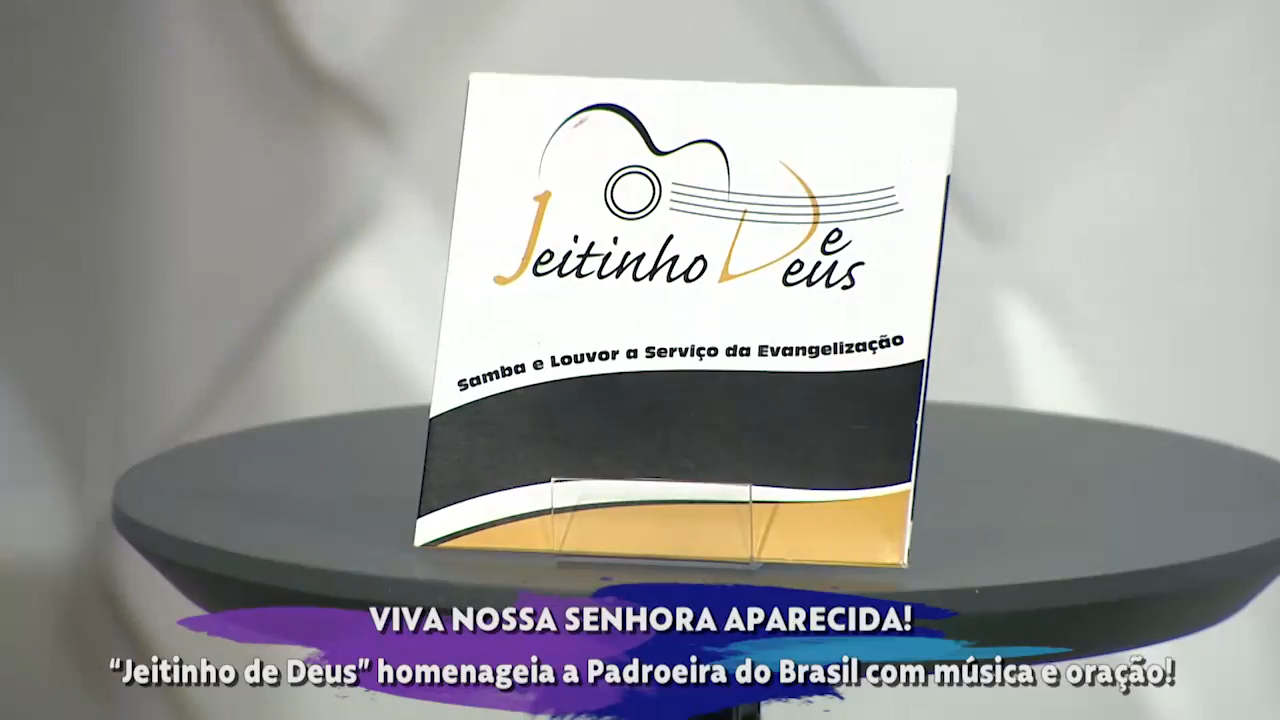 Jeitinho De Deus
Samba e Louvor a Serviço da Evangelização
VIVA NOSSA SENHORA APARECIDA!
“Jeitinho de Deus” homenageia a Padroeira do Brasil com música e oração!